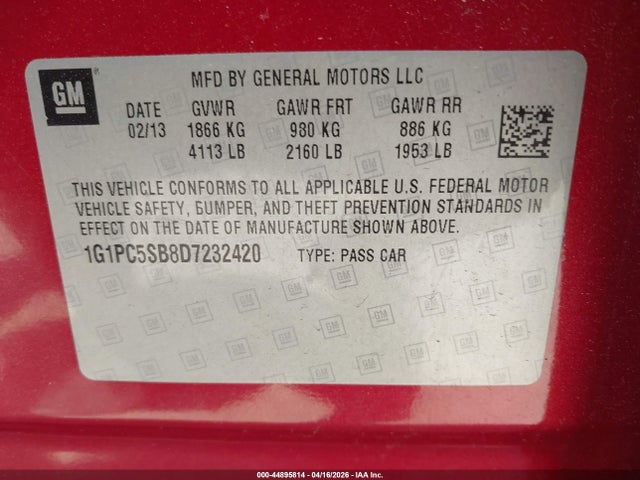 GM
MFD BY GENERAL MOTORS LLC
DATE GVWR GAWR FRT GAWR RR
02/13 1866 KG 980 KG 886 KG
4113 LB 2160 LB 1953 LB
THIS VEHICLE CONFORMS TO ALL APPLICABLE U.S. FEDERAL MOTOR
VEHICLE SAFETY, BUMPER, AND THEFT PREVENTION STANDARDS IN
EFFECT ON THE DATE OF MANUFACTURE SHOWN ABOVE.
1G1PC5SB8D7232420 TYPE: PASS CAR
000-44895814 - 04/16/2026 - IAA Inc.